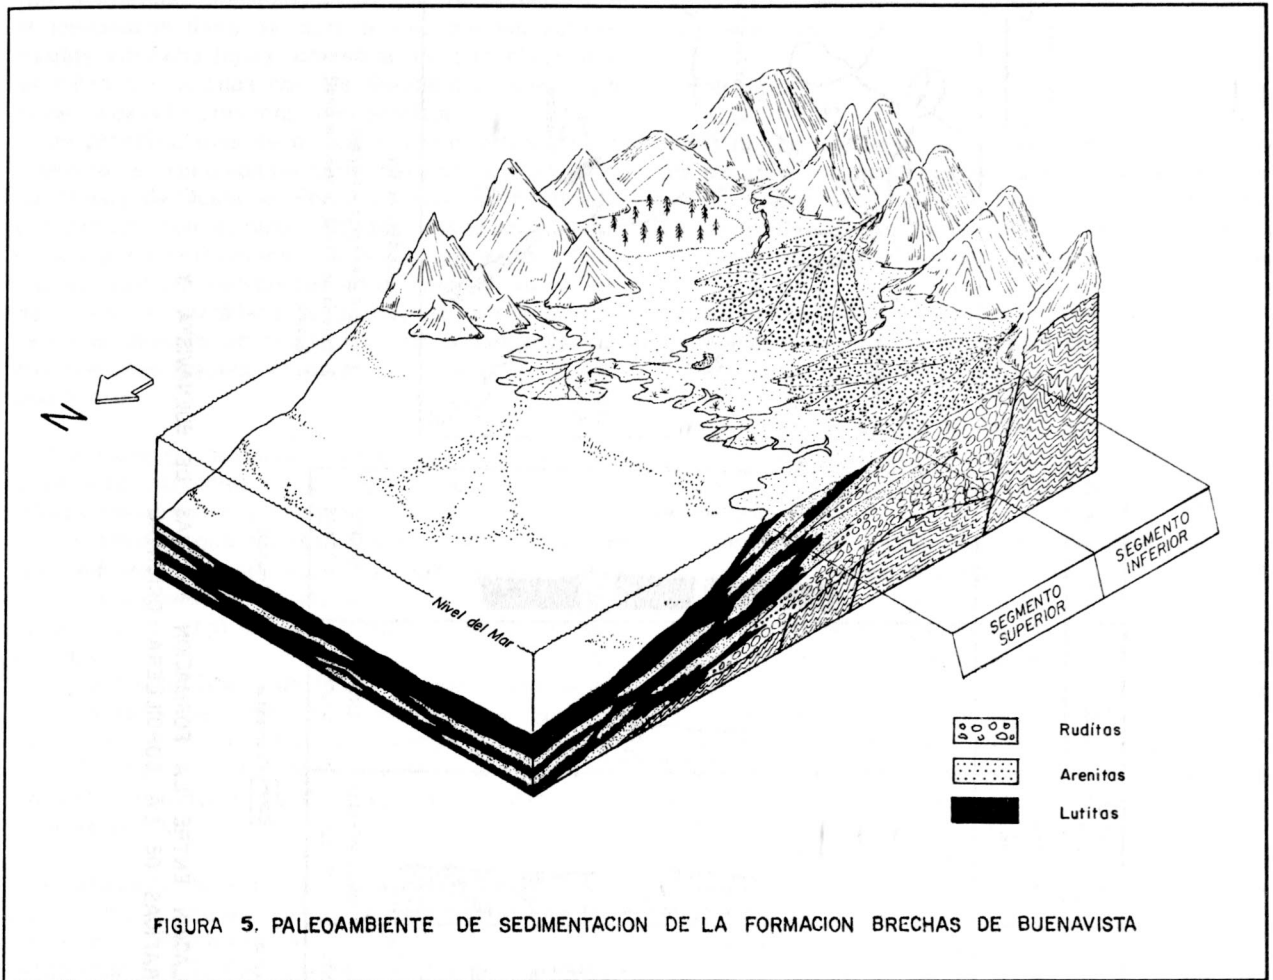 N
Nivel del Mar
SEGMENTO
SUPERIOR
SEGMENTO
INFERIOR
Ruditas
Arenitas
Lutitas
FIGURA 5. PALEOAMBIENTE DE SEDIMENTACION DE LA FORMACION BRECHAS DE BUENAVISTA